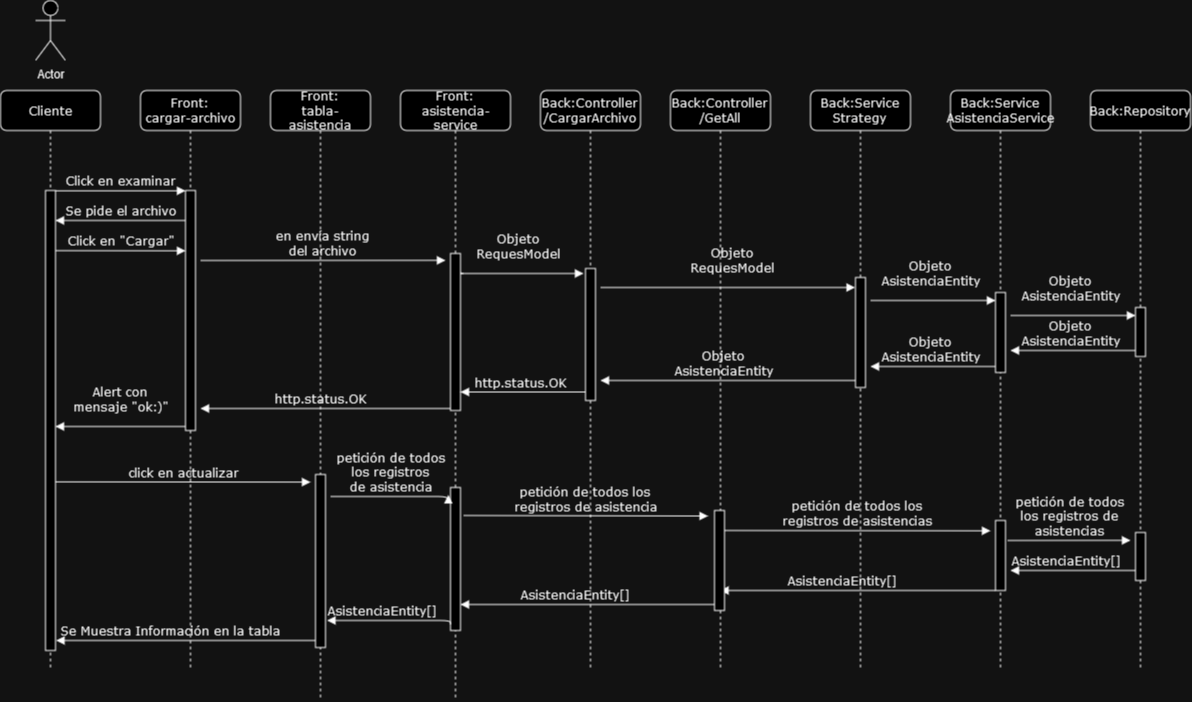 Actor
Cliente
Front:
cargar-archivo
Front:
tabla-
asistencia
Front:
asistencia-
service
Back:Controller
/CargarArchivo
Back:Controller
/GetAll
Back:Service
Strategy
Back:Service
AsistenciaService
Back:Repository
Click en examinar
Se pide el archivo
Click en "Cargar"
en envia string
del archivo
Objeto
RequesModel
Objeto
RequesModel
Objeto
AsistenciaEntity
Objeto
AsistenciaEntity
Objeto
AsistenciaEntity
Objeto
AsistenciaEntity
Objeto
AsistenciaEntity
http.status.OK
http.status.OK
Alert con
mensaje "ok:)"
click en actualizar
petición de todos
los registros
de asistencia
petición de todos los
registros de asistencia
petición de todos los
registros de asistencias
petición de todos
los registros de
asistencias
AsistenciaEntity[]
AsistenciaEntity[]
AsistenciaEntity[]
AsistenciaEntity[]
Se Muestra Información en la tabla